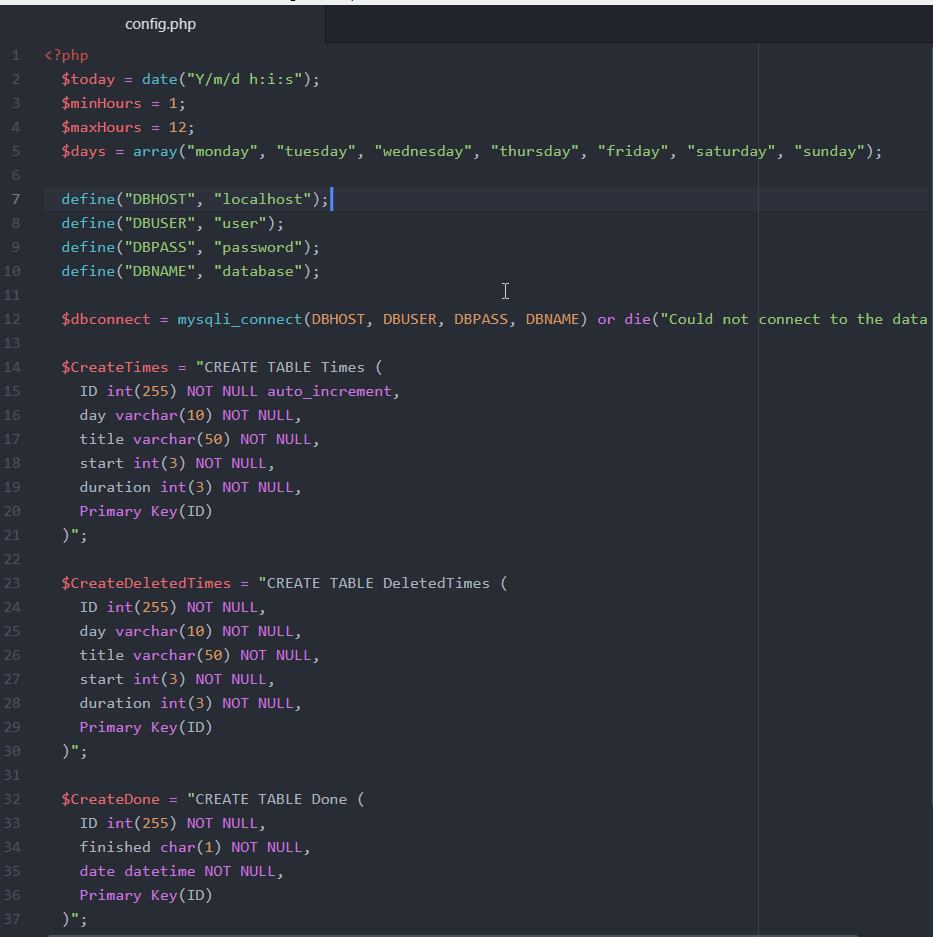 config.php
1 <?php
2 $today = date("Y/m/d h:i:s");
3 $minHours = 1;
4 $maxHours = 12;
5 $days = array("monday", "tuesday", "wednesday", "thursday", "friday", "saturday", "sunday");
6
7 define("DBHOST", "localhost");
8 define("DBUSER", "user");
9 define("DBPASS", "password");
10 define("DBNAME", "database");
11
12 $dbconnect = mysqli_connect(DBHOST, DBUSER, DBPASS, DBNAME) or die("Could not connect to the data
13
14 $CreateTimes = "CREATE TABLE Times (
15 ID int(255) NOT NULL auto_increment,
16 day varchar(10) NOT NULL,
17 title varchar(50) NOT NULL,
18 start int(3) NOT NULL,
19 duration int(3) NOT NULL,
20 Primary Key(ID)
21 )";
22
23 $CreateDeletedTimes = "CREATE TABLE DeletedTimes (
24 ID int(255) NOT NULL,
25 day varchar(10) NOT NULL,
26 title varchar(50) NOT NULL,
27 start int(3) NOT NULL,
28 duration int(3) NOT NULL,
29 Primary Key(ID)
30 )";
31
32 $CreateDone = "CREATE TABLE Done (
33 ID int(255) NOT NULL,
34 finished char(1) NOT NULL,
35 date datetime NOT NULL,
36 Primary Key(ID)
37 )";